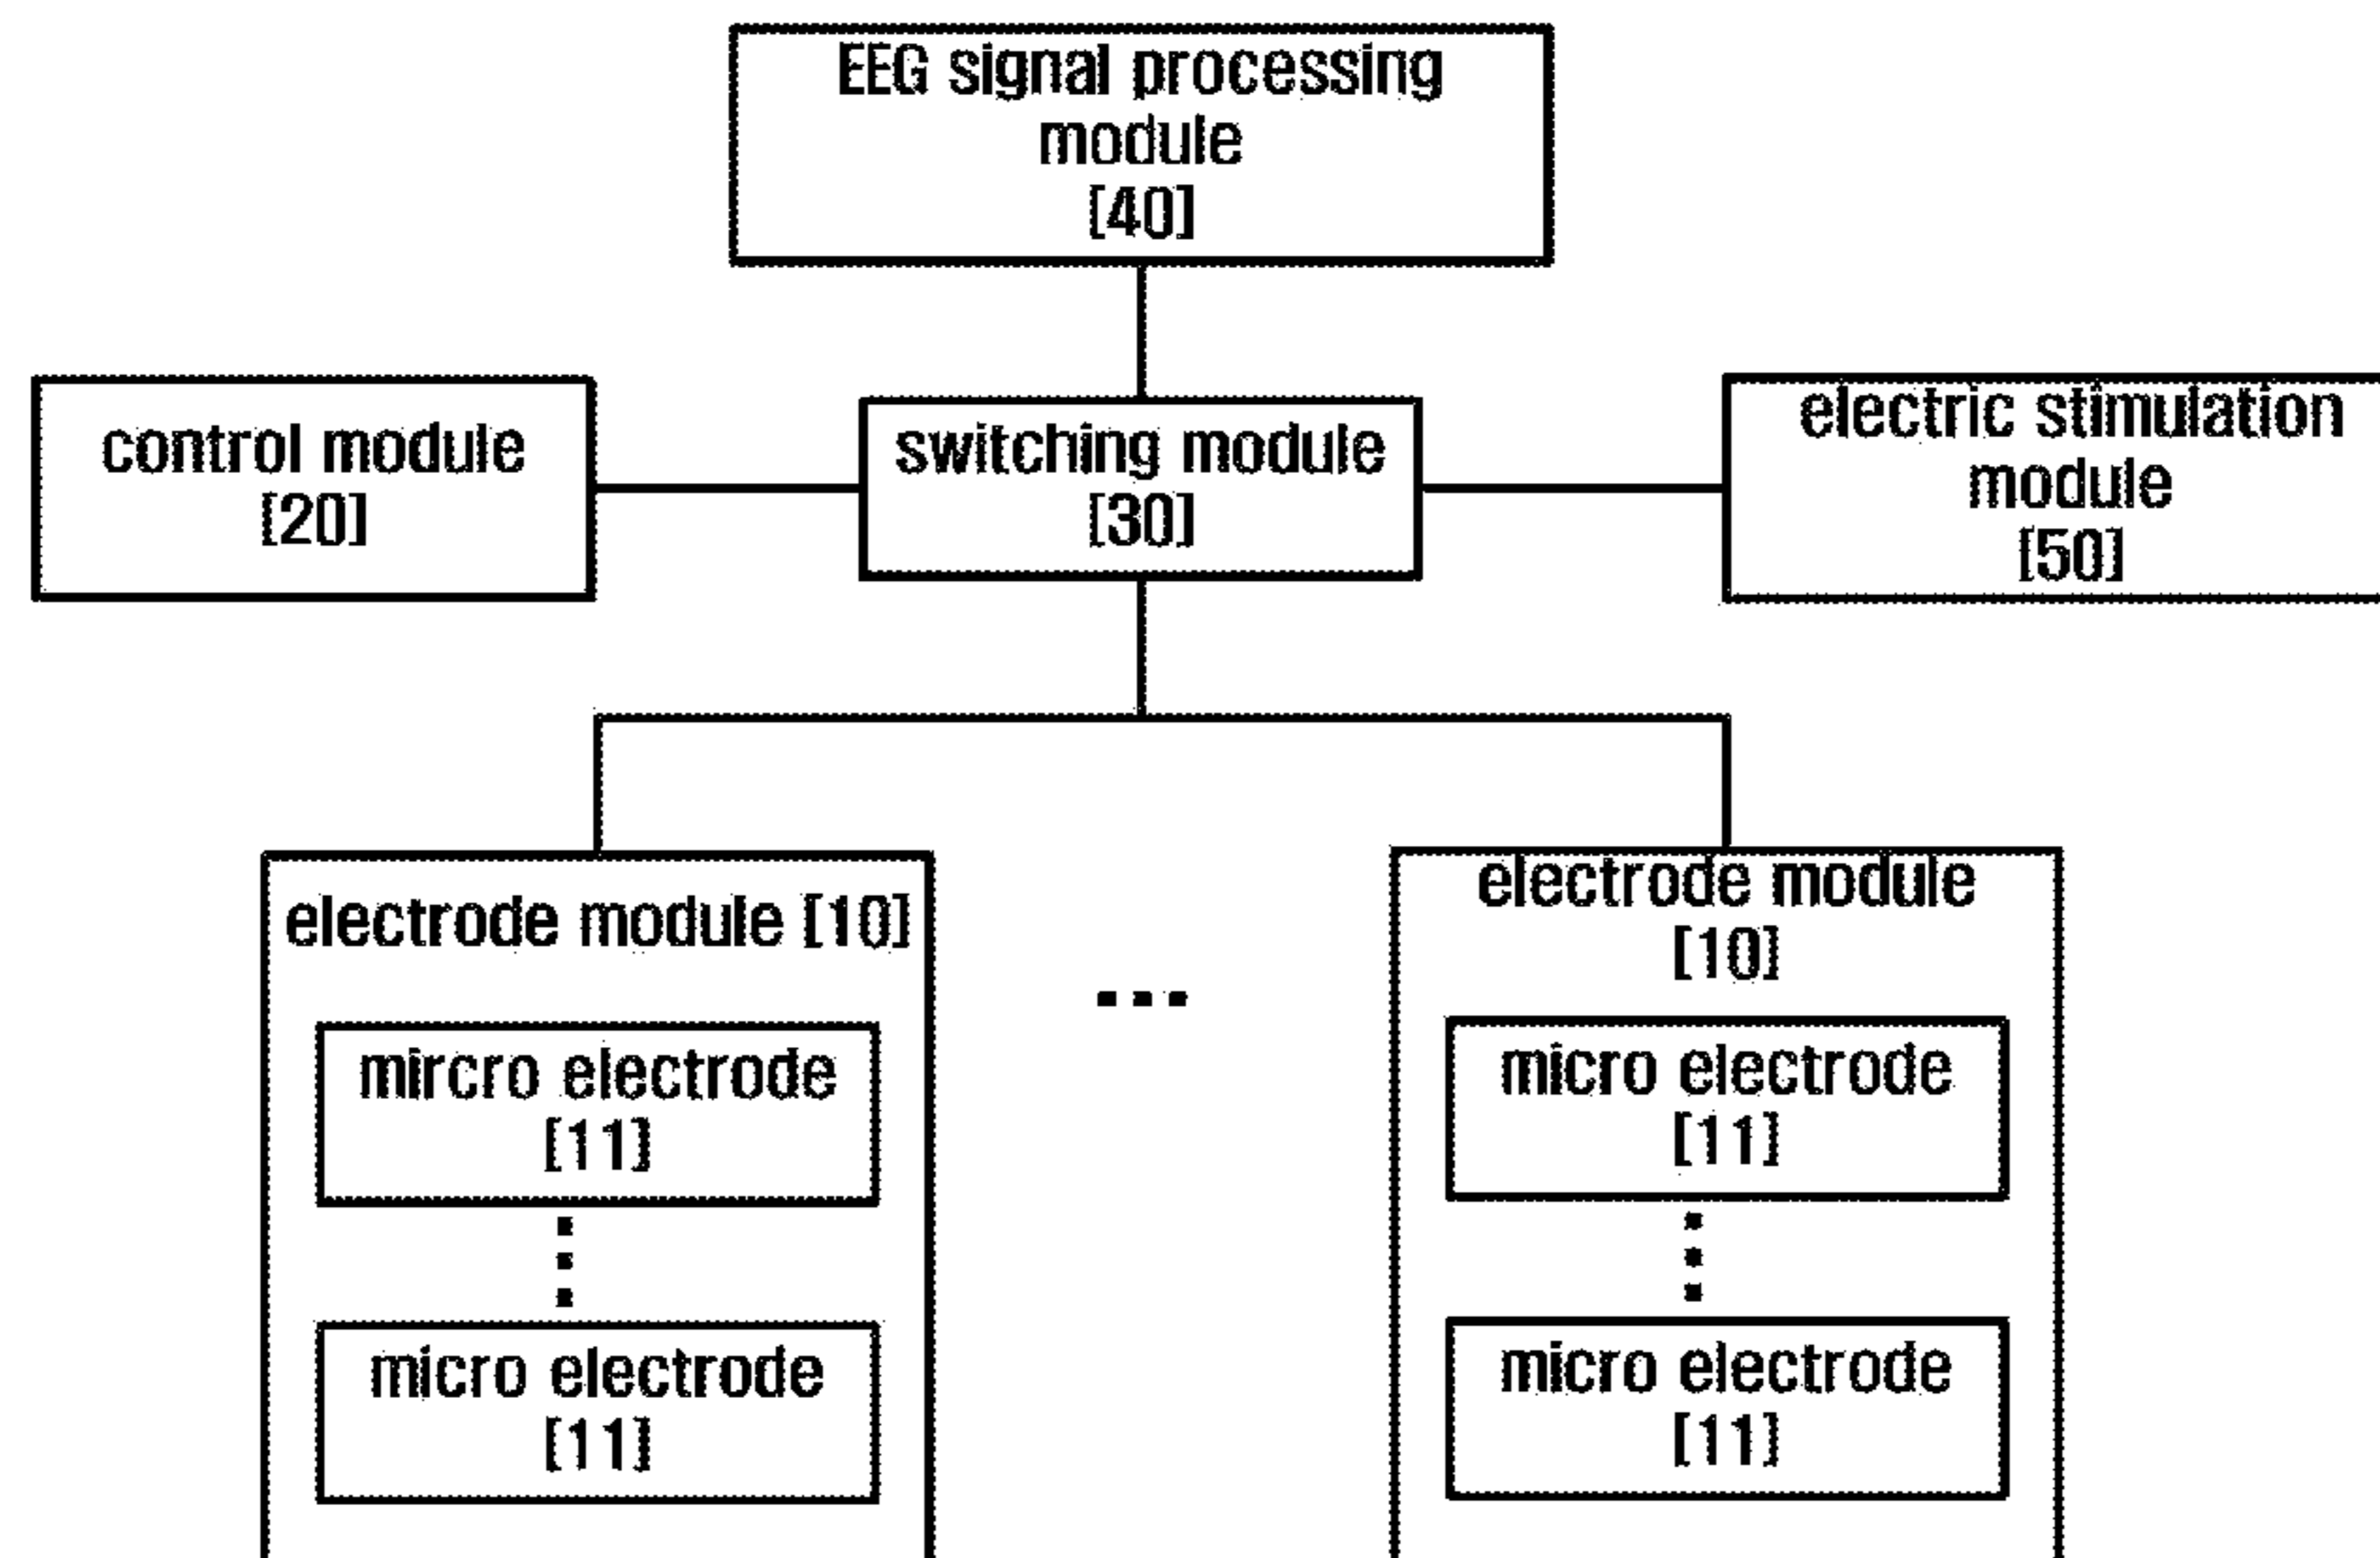 EEG signal processing
module
[40]
control module
[20]
switching module
[30]
electric stimulation
module
[50]
electrode module [10]
mircro electrode
[11]
micro electrode
[11]
...
electrode module
[10]
micro electrode
[11]
micro electrode
[11]